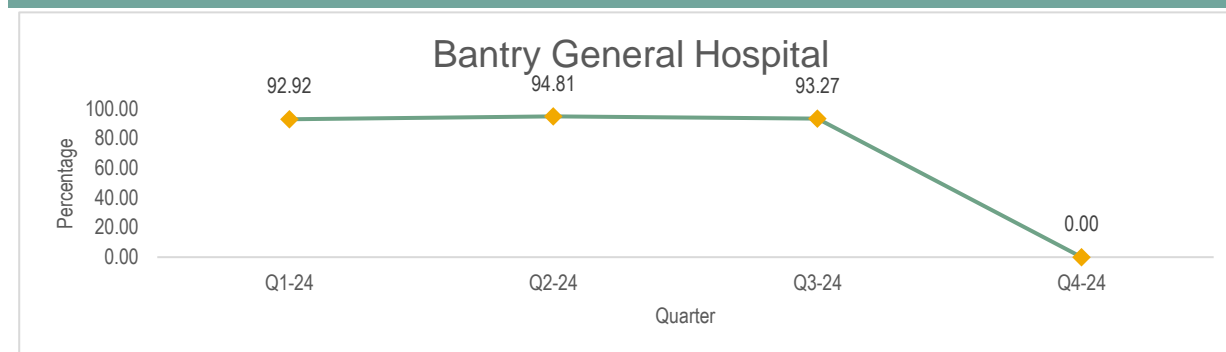 Bantry General Hospital
92.92
94.81
93.27
0.00
100.00
80.00
60.00
40.00
20.00
0.00
Percentage
Q1-24
Q2-24
Q3-24
Q4-24
Quarter